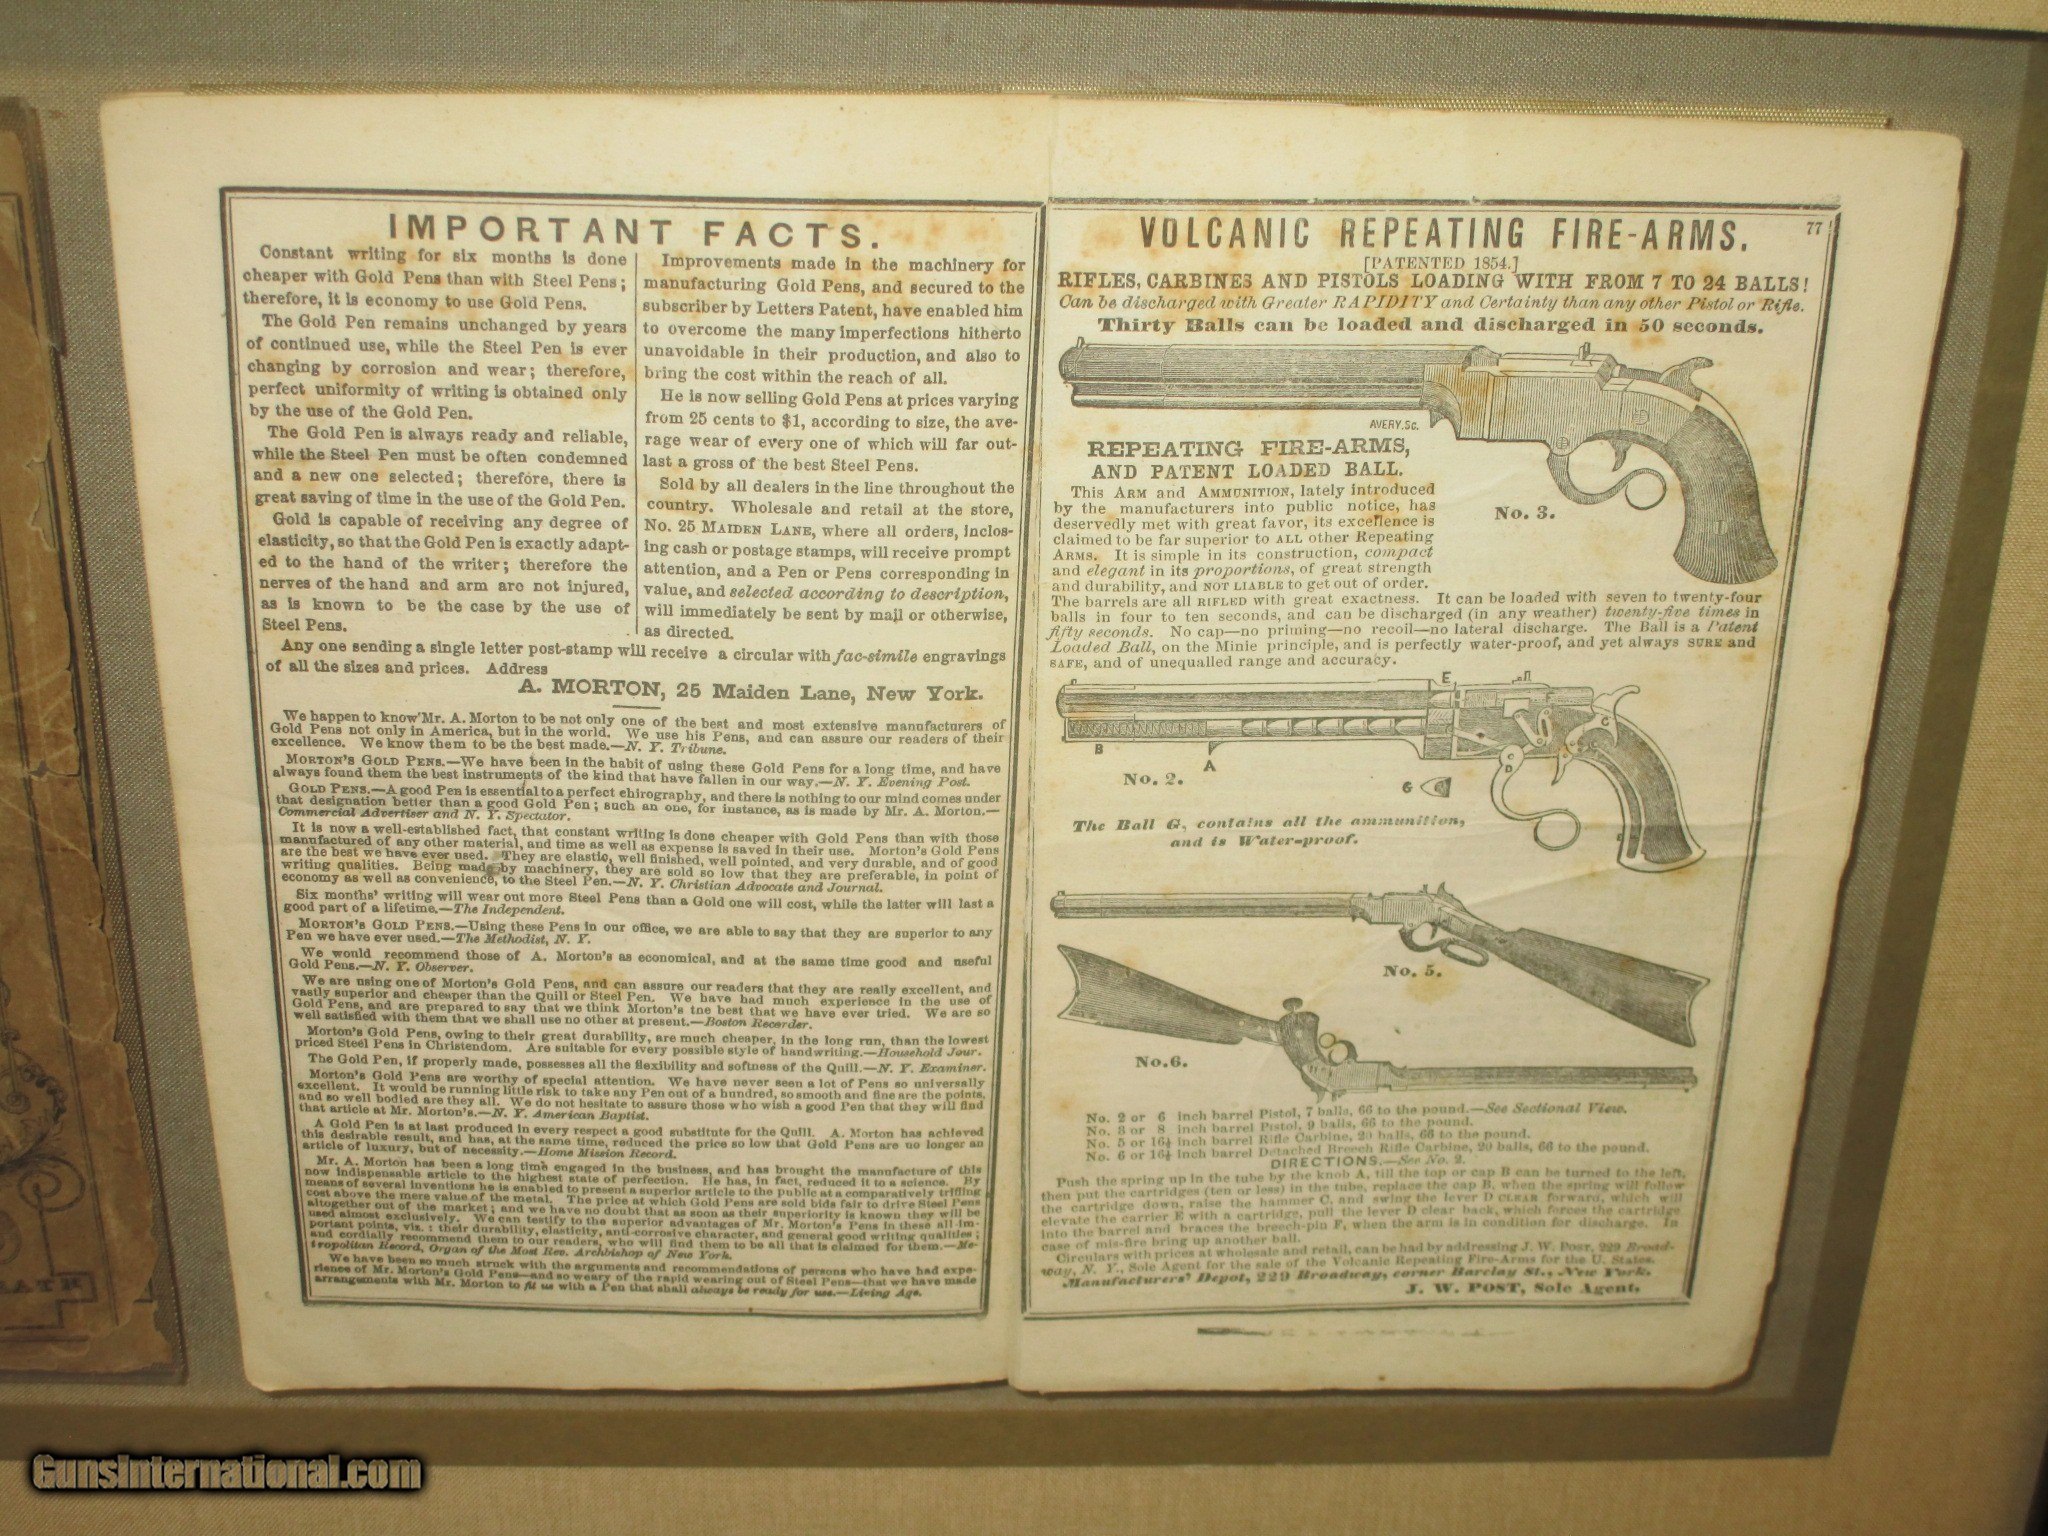 IMPORTANT FACTS.
Constant writing for six months is done
cheaper with Gold Pens than with Steel Pens;
therefore, it is economy to use Gold Pens.
The Gold Pen remains unchanged by years
of continued use, while the Steel Pen is ever
changing by corrosion and wear; therefore,
perfect uniformity of writing is obtained only
by the use of the Gold Pen.
The Gold Pen is always ready and reliable,
while the Steel Pen must be often condemned
and a new one selected; therefore, there is
great saving of time in the use of the Gold Pen.
Gold is capable of receiving any degree of
elasticity, so that the Gold Pen is exactly adapt-
ed to the hand of the writer; therefore the
nerves of the hand and arm are not injured,
as is known to be the case by the use of
Steel Pens.
Improvements made in the machinery for
manufacturing Gold Pens, and secured to the
subscriber by Letters Patent, have enabled him
to overcome the many imperfections hitherto
unavoidable in their production, and also to
bring the cost within the reach of all.
He is now selling Gold Pens at prices varying
from 25 cents to $1, according to size, the ave-
rage wear of every one of which will far out-
last a gross of the best Steel Pens.
Sold by all dealers in the line throughout the
country. Wholesale and retail at the store,
No. 25 MAIDEN LANE, where all orders, inclos-
ing cash or postage stamps, will receive prompt
attention, and a Pen or Pens corresponding in
value, and selected according to description,
will immediately be sent by mail or otherwise,
as directed.
Any one sending a single letter post-stamp will receive a circular with fac-simile engravings
of all the sizes and prices. Address
A. MORTON, 25 Maiden Lane, New York.
We happen to know Mr. A. Morton to be not only one of the best and most extensive manufacturers of
Gold Pens not only in America, but in the world. We use his Pens, and can assure our readers of their
excellence. We know them to be the best made.—N. Y. Tribune.
MORTON'S GOLD PENS.—We have been in the habit of using these Gold Pens for a long time, and have
always found them the best instruments of the kind that have fallen in our way.—N. Y. Evening Post.
GOLD PENS.—A good Pen is essential to a perfect chirography, and there is nothing to our mind comes under
that designation better than a good Gold Pen; such an one, for instance, as is made by Mr. A. Morton.—
Commercial Advertiser and N. Y. Spectator.
It is now a well-established fact, that constant writing is done cheaper with Gold Pens than with those
manufactured of any other material, and time as well as expense is saved in their use. Morton's Gold Pens
are the best we have ever used. They are elastic, well finished, well pointed, and very durable, and of good
writing qualities. Being made by machinery, they are sold so low that they are preferable, in point of
economy as well as convenience, to the Steel Pen.—N. Y. Christian Advocate and Journal.
Six months' writing will wear out more Steel Pens than a Gold one will cost, while the latter will last a
good part of a lifetime.—The Independent.
MORTON'S GOLD PENS.—Using these Pens in our office, we are able to say that they are superior to any
Pen we have ever used.—The Methodist, N. Y.
We would recommend those of A. Morton's as economical, and at the same time good and useful
Gold Pens.—N. Y. Observer.
We are using one of Morton's Gold Pens, and can assure our readers that they are really excellent, and
vastly superior and cheaper than the Quill or Steel Pen. We have had much experience in the use of
Gold Pens, and are prepared to say that we think Morton's tne best that we have ever tried. We are so
well satisfied with them that we shall use no other at present.—Boston Recorder.
Morton's Gold Pens, owing to their great durability, are much cheaper, in the long run, than the lowest
priced Steel Pens in Christendom. Are suitable for every possible style of handwriting.—Household Jour.
The Gold Pen, if properly made, possesses all the flexibility and softness of the Quill.—N. Y. Examiner.
Morton's Gold Pens are worthy of special attention. We have never seen a lot of Pens so universally
excellent. It would be running little risk to take any Pen out of a hundred, so smooth and fine are the points,
and so well bodied are they all. We do not hesitate to assure those who wish a good Pen that they will find
that article at Mr. Morton's.—N. Y. American Baptist.
A Gold Pen is at last produced in every respect a good substitute for the Quill. A. Morton has achieved
this desirable result, and has, at the same time, reduced the price so low that Gold Pens are no longer an
article of luxury, but of necessity.—Home Mission Record.
Mr. A. Morton has been a long time engaged in the business, and has brought the manufacture of this
now indispensable article to the highest state of perfection. He has, in fact, reduced it to a science. By
means of several inventions he is enabled to present a superior article to the public at a comparatively trifling
cost above the mere value of the metal. The price at which Gold Pens are sold bids fair to drive Steel Pens
altogether out of the market; and we have no doubt that as soon as their superiority is known they will be
used almost exclusively. We can testify to the superior advantages of Mr. Morton's Pens in these all im-
portant points, viz.: their durability, elasticity, anti-corrosive character, and general good writing qualities;
and cordially recommend them to our readers, who will find them to be all that is claimed for them.—Me-
tropolitan Record, Organ of the Most Rev. Archbishop of New York.
We have been so much struck with the arguments and recommendations of persons who have had expe-
rience of Mr. Morton's Gold Pens—and so weary of the rapid wearing out of Steel Pens—that we have made
arrangements with Mr. Morton to fit us with a Pen that shall always be ready for use.—Living Age.
77
VOLCANIC REPEATING FIRE-ARMS.
[PATENTED 1854.]
RIFLES, CARBINES AND PISTOLS LOADING WITH FROM 7 TO 24 BALLS!
Can be discharged with Greater RAPIDITY and Certainty than any other Pistol or Rifle.
Thirty Balls can be loaded and discharged in 50 seconds.
AVERY. Sc.
REPEATING FIRE-ARMS,
AND PATENT LOADED BALL.
No. 3.
This ARM and AMMUNITION, lately introduced
by the manufacturers into public notice, has
deservedly met with great favor, its excellence is
claimed to be far superior to ALL other Repeating
ARMS. It is simple in its construction, compact
and elegant in its proportions, of great strength
and durability, and NOT LIABLE to get out of order.
The barrels are all RIFLED with great exactness. It can be loaded with seven to twenty-four
balls in four to ten seconds, and can be discharged (in any weather) twenty-five times in
fifty seconds. No cap—no priming—no recoil—no lateral discharge. The Ball is a Patent
Loaded Ball, on the Minie principle, and is perfectly water-proof, and yet always SURE and
SAFE, and of unequalled range and accuracy.
E
C
B
A
D
No. 2.
G
The Ball G, contains all the ammunition,
and is Water-proof.
No. 5.
No. 6.
No. 2 or 6 inch barrel Pistol, 7 balls, 66 to the pound.—See Sectional View.
No. 3 or 8 inch barrel Pistol, 9 balls, 66 to the pound.
No. 5 or 16½ inch barrel Rifle Carbine, 20 balls, 66 to the pound.
No. 6 or 16½ inch barrel Detached Breech Rifle Carbine, 20 balls, 66 to the pound.
DIRECTIONS.—See No. 2.
Push the spring up in the tube by the knob A, till the top or cap B can be turned to the left,
then put the cartridges (ten or less) in the tube, replace the cap B, when the spring will follow
the cartridge down, raise the hammer C, and swing the lever D CLEAR forward, which will
elevate the carrier E with a cartridge, pull the lever D clear back, which forces the cartridge
into the barrel and braces the breech-pin F, when the arm is in condition for discharge. In
case of mis-fire bring up another ball.
Circulars with prices at wholesale and retail, can be had by addressing J. W. POST, 229 Broad-
way, N. Y., Sole Agent for the sale of the Volcanic Repeating Fire-Arms for the U. States.
Manufacturers' Depot, 229 Broadway, corner Barclay St., New York.
J. W. POST, Sole Agent,
GunsInternational.com